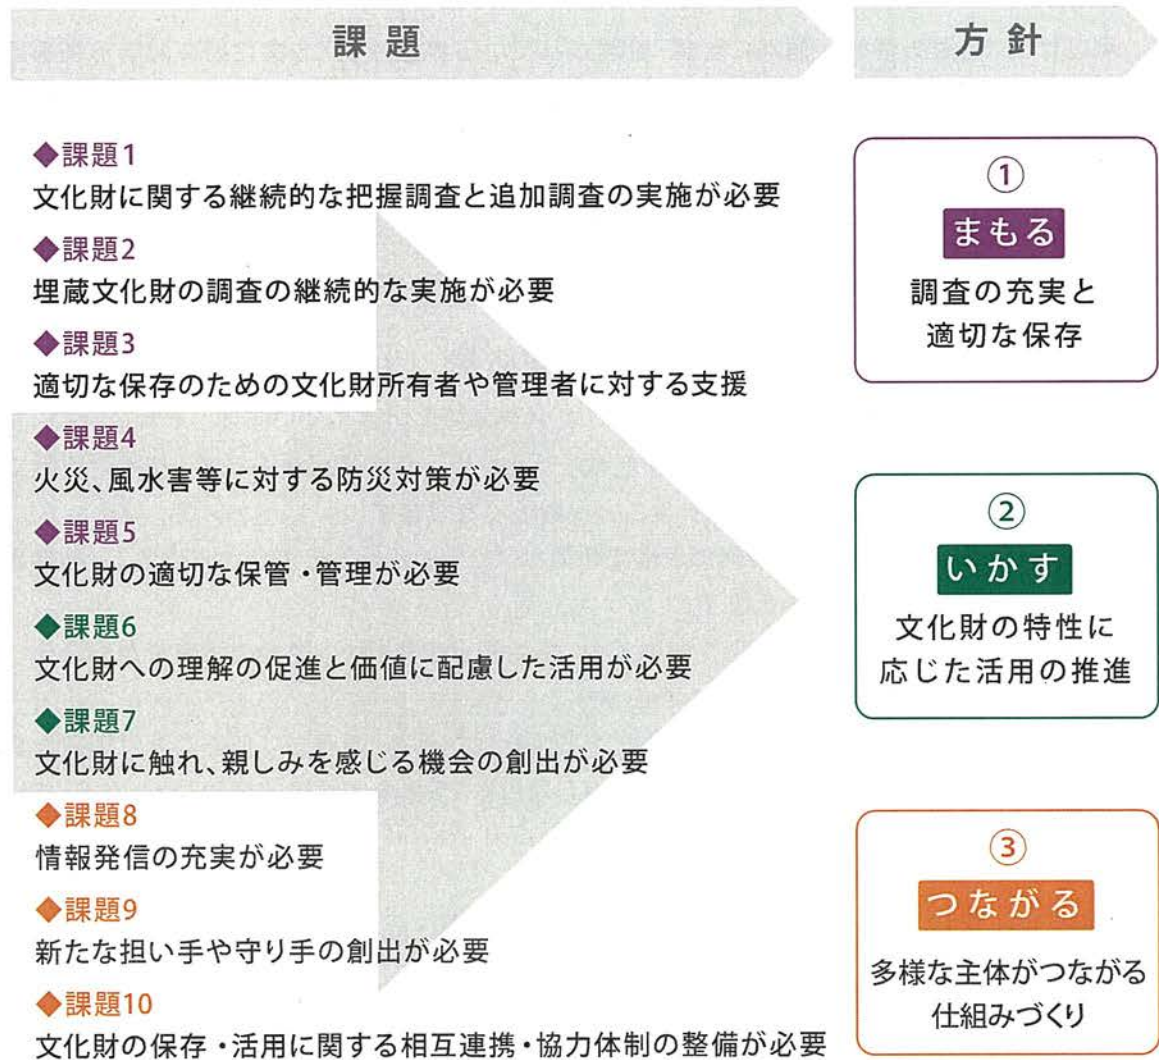 課題
方針
◆課題1
文化財に関する継続的な把握調査と追加調査の実施が必要
◆課題2
埋蔵文化財の調査の継続的な実施が必要
◆課題3
適切な保存のための文化財所有者や管理者に対する支援
◆課題4
火災、風水害等に対する防災対策が必要
◆課題5
文化財の適切な保管・管理が必要
◆課題6
文化財への理解の促進と価値に配慮した活用が必要
◆課題7
文化財に触れ、親しみを感じる機会の創出が必要
◆課題8
情報発信の充実が必要
◆課題9
新たな担い手や守り手の創出が必要
◆課題10
文化財の保存・活用に関する相互連携・協力体制の整備が必要
①
まもる
調査の充実と
適切な保存
②
いかす
文化財の特性に
応じた活用の推進
③
つながる
多様な主体がつながる
仕組みづくり